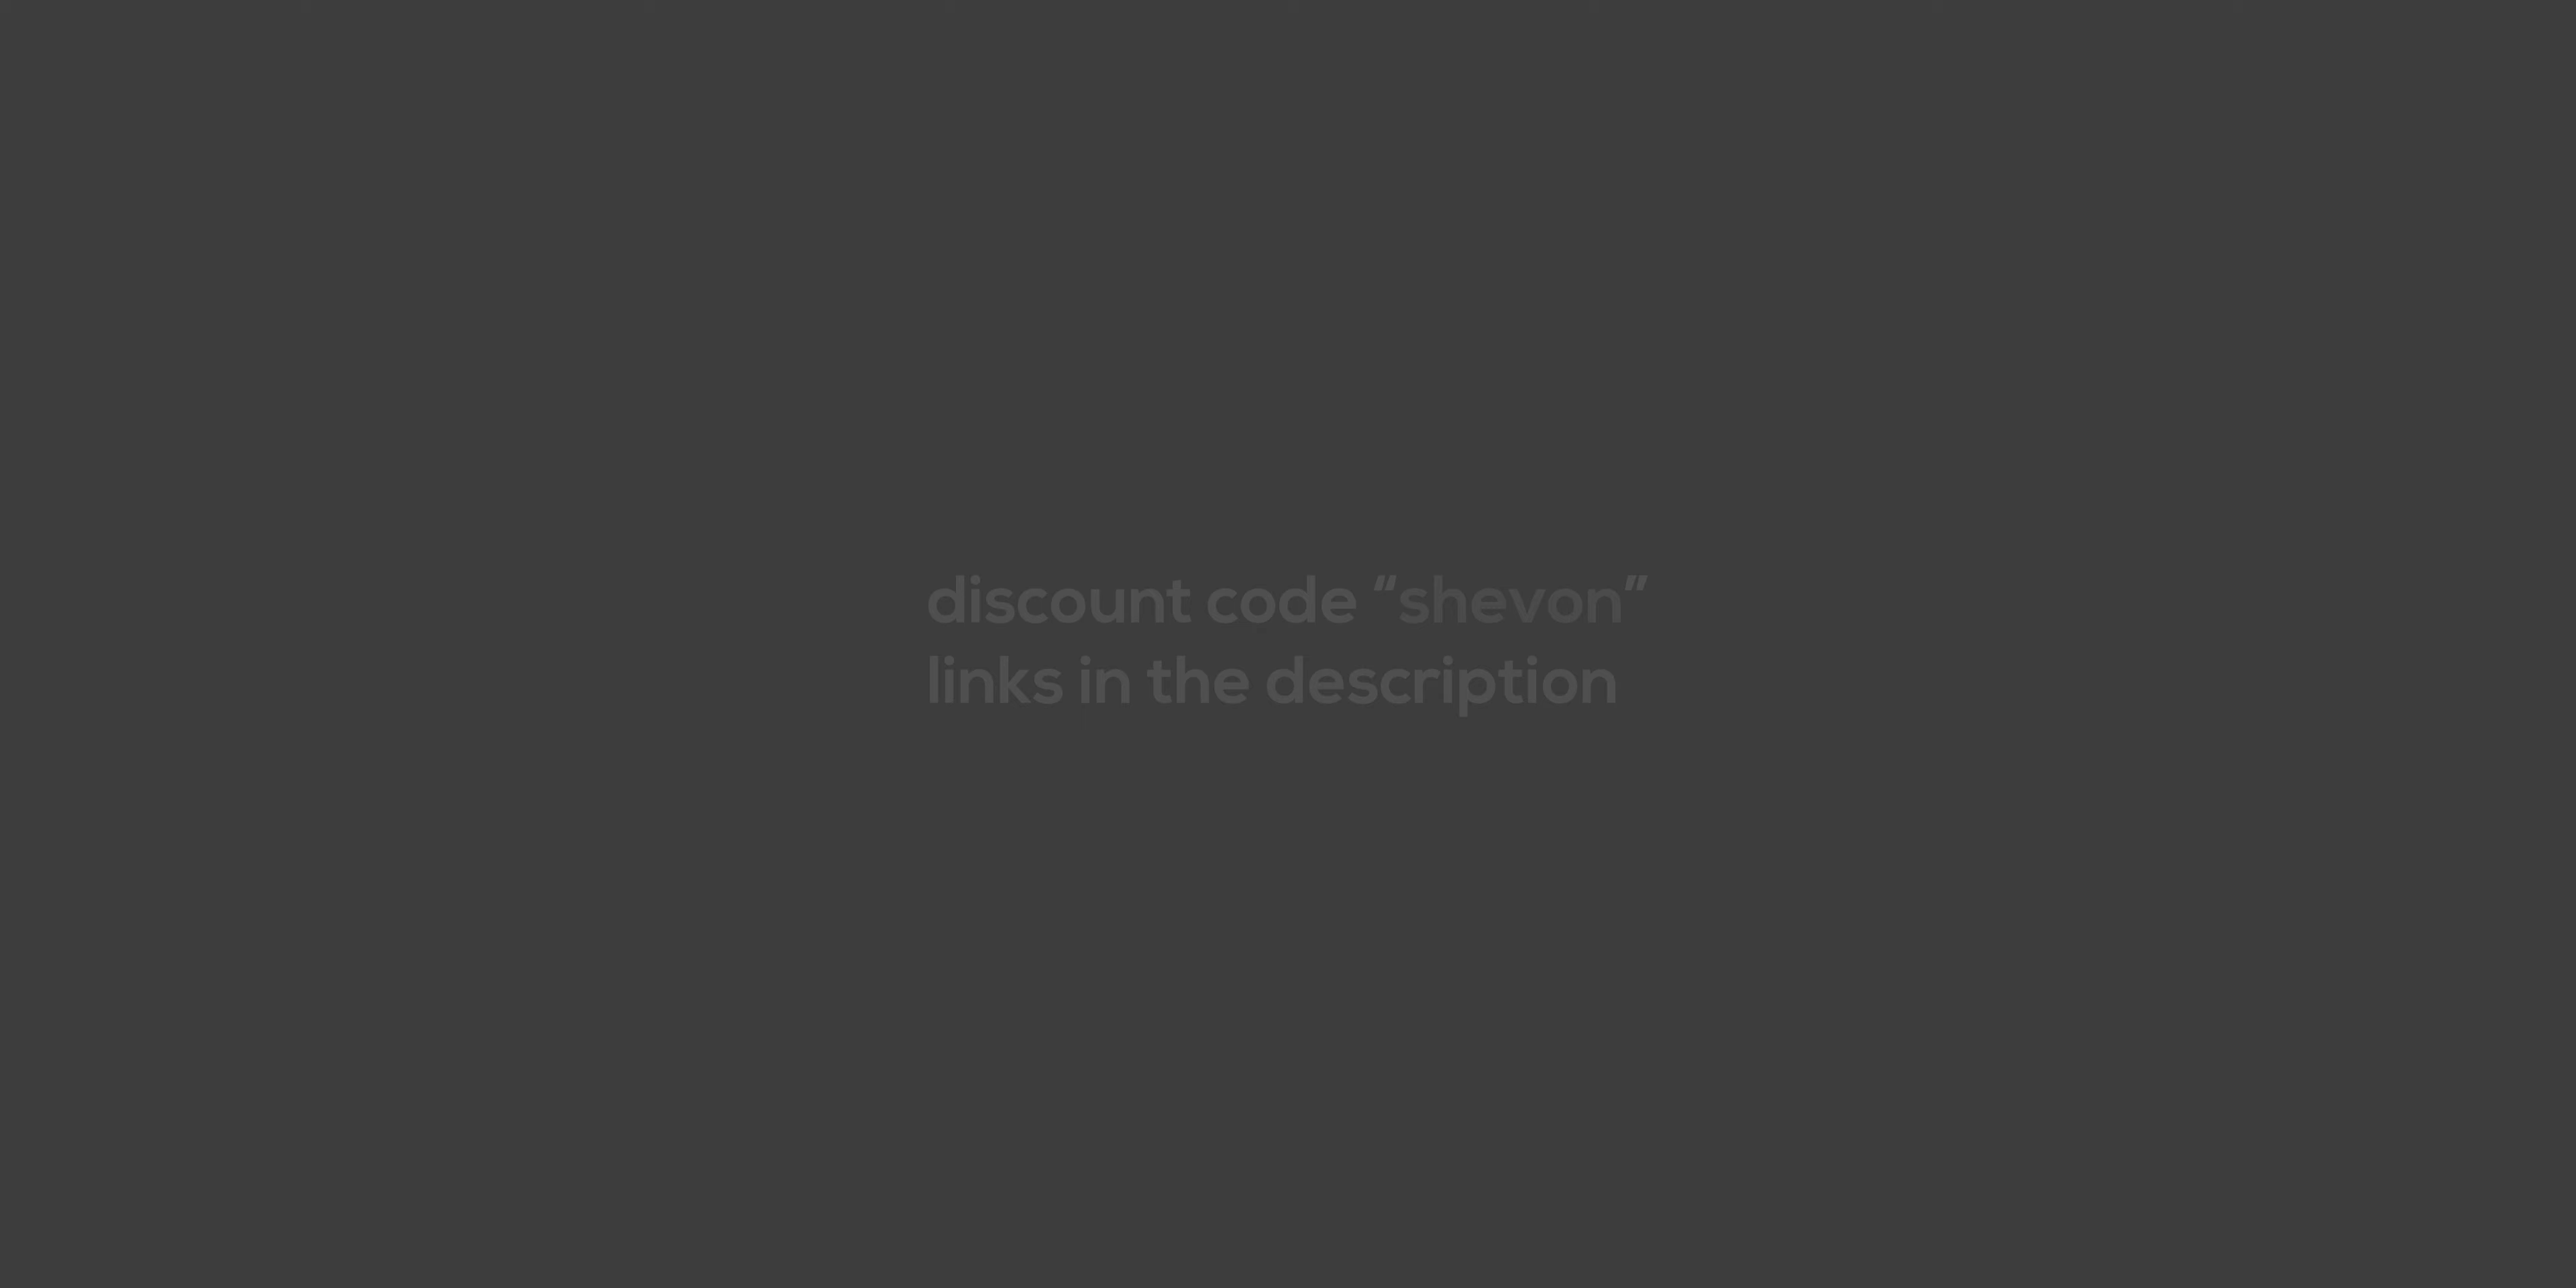 discount code “shevon”
links in the description